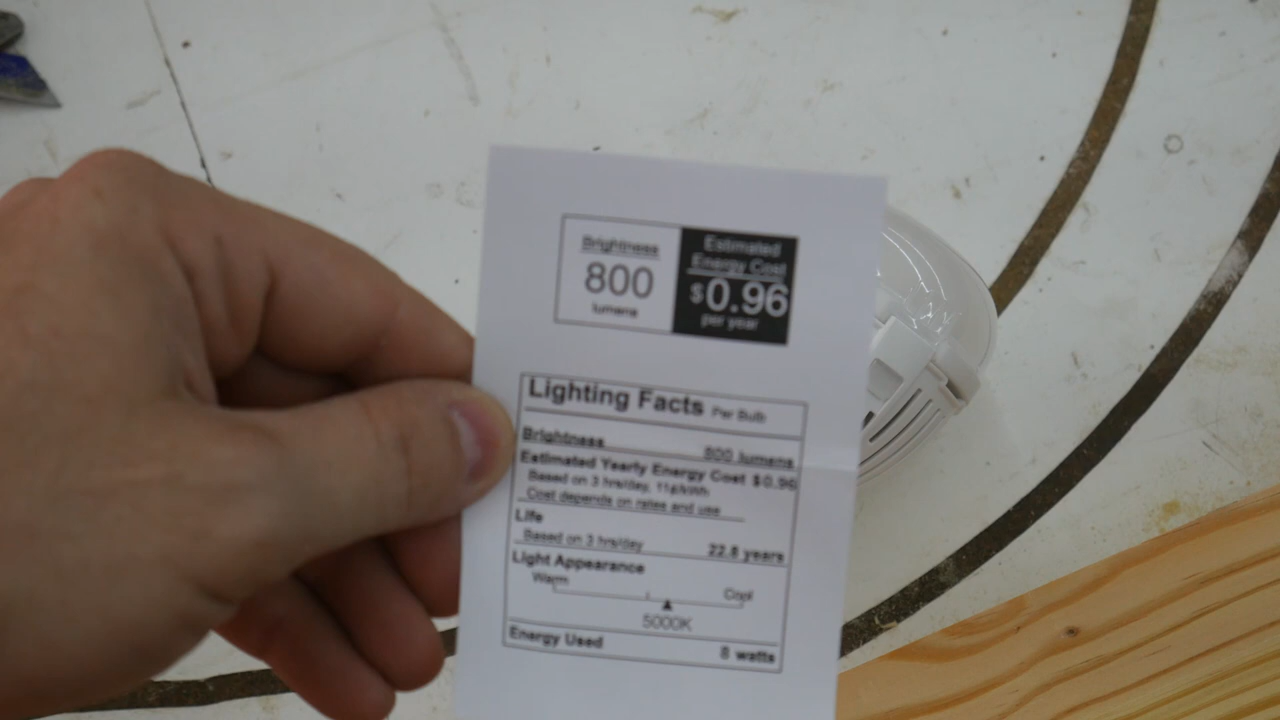 Brightness
800
lumens
Estimated
Energy Cost
$0.96
per year
Lighting Facts Per Bulb
Brightness 800 lumens
Estimated Yearly Energy Cost $0.96
Based on 3 hrs/day, 11¢/kWh
Cost depends on rates and use
Life
Based on 3 hrs/day 22.8 years
Light Appearance
Warm Cool
5000K
Energy Used 8 watts